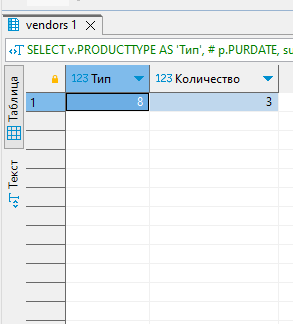 vendors 1
SELECT v.PRODUCTTYPE AS 'Тип', # p.PURDATE, su
123 Тип 123 Количество
1 8 3
Таблица
Текст